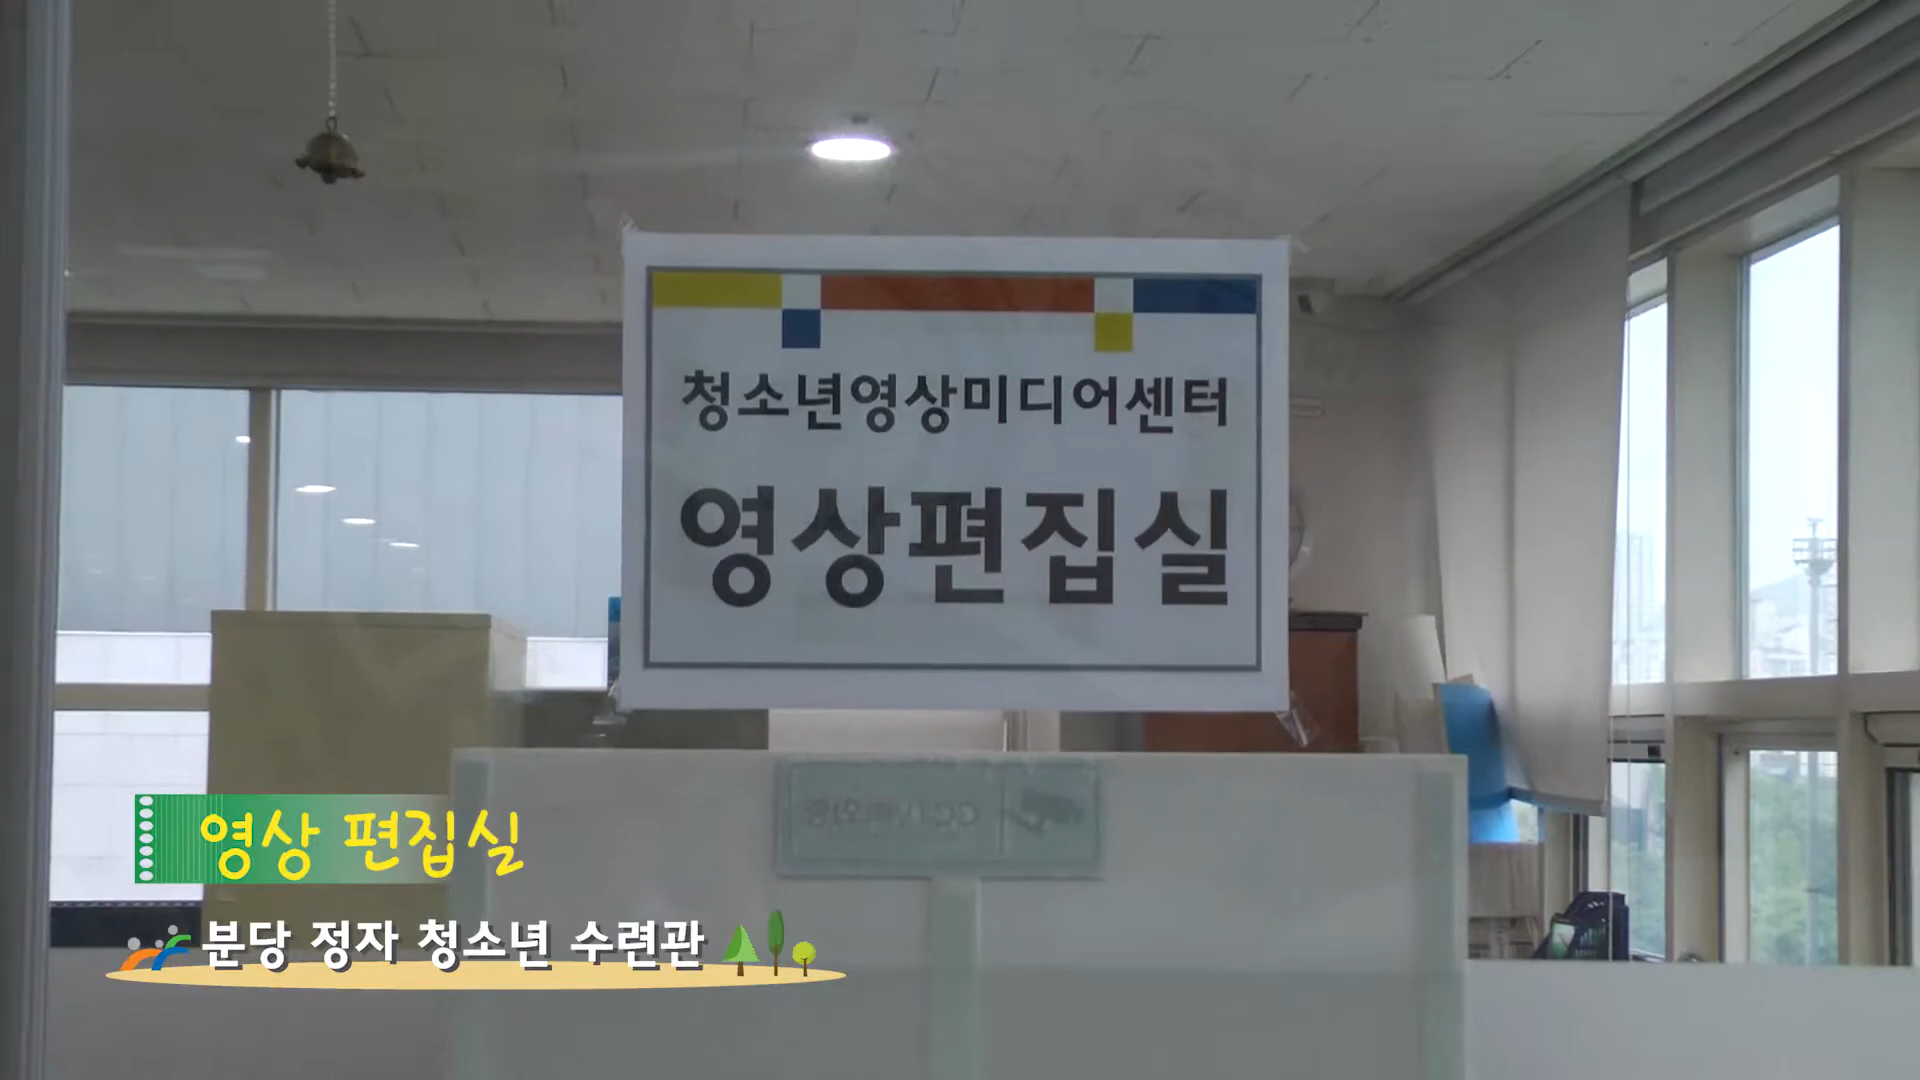 청소년영상미디어센터
영상편집실
영상 편집실
분당 정자 청소년 수련관